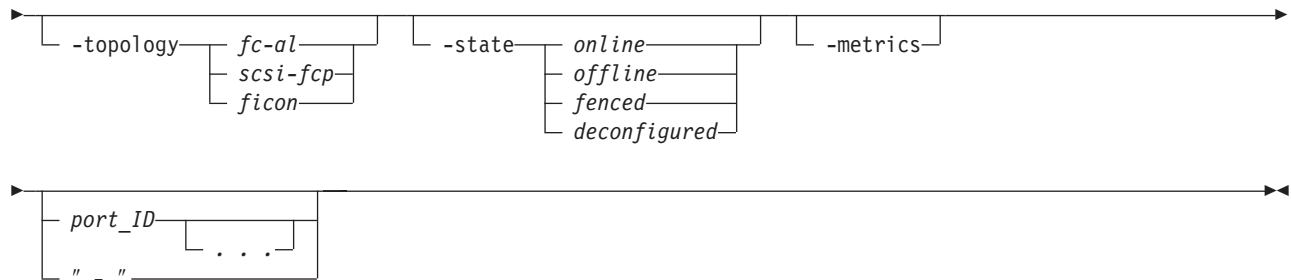 -topology fc-al -state online -metrics
scsi-fcp offline
ficon fenced
deconfigured
port_ID
. . .
" - "